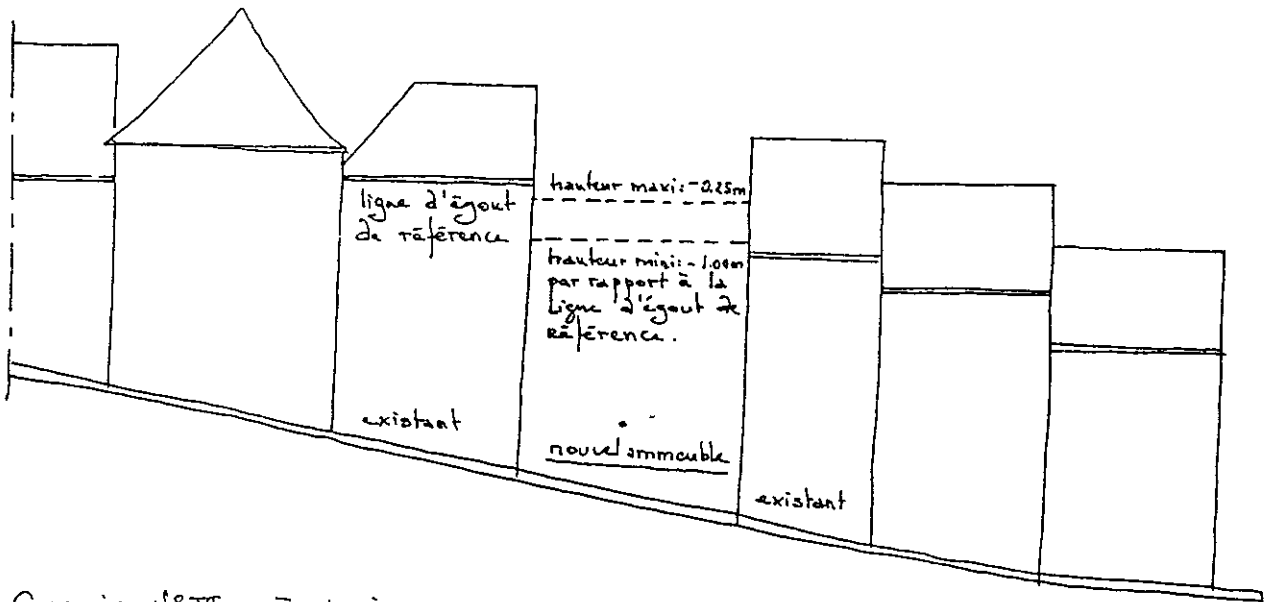 hauteur maxi: -0.25m
ligne d'égout
de référence
hauteur mini: -1.00m
par rapport à la
ligne d'égout de
référence.
existant
nouvel immeuble
existant